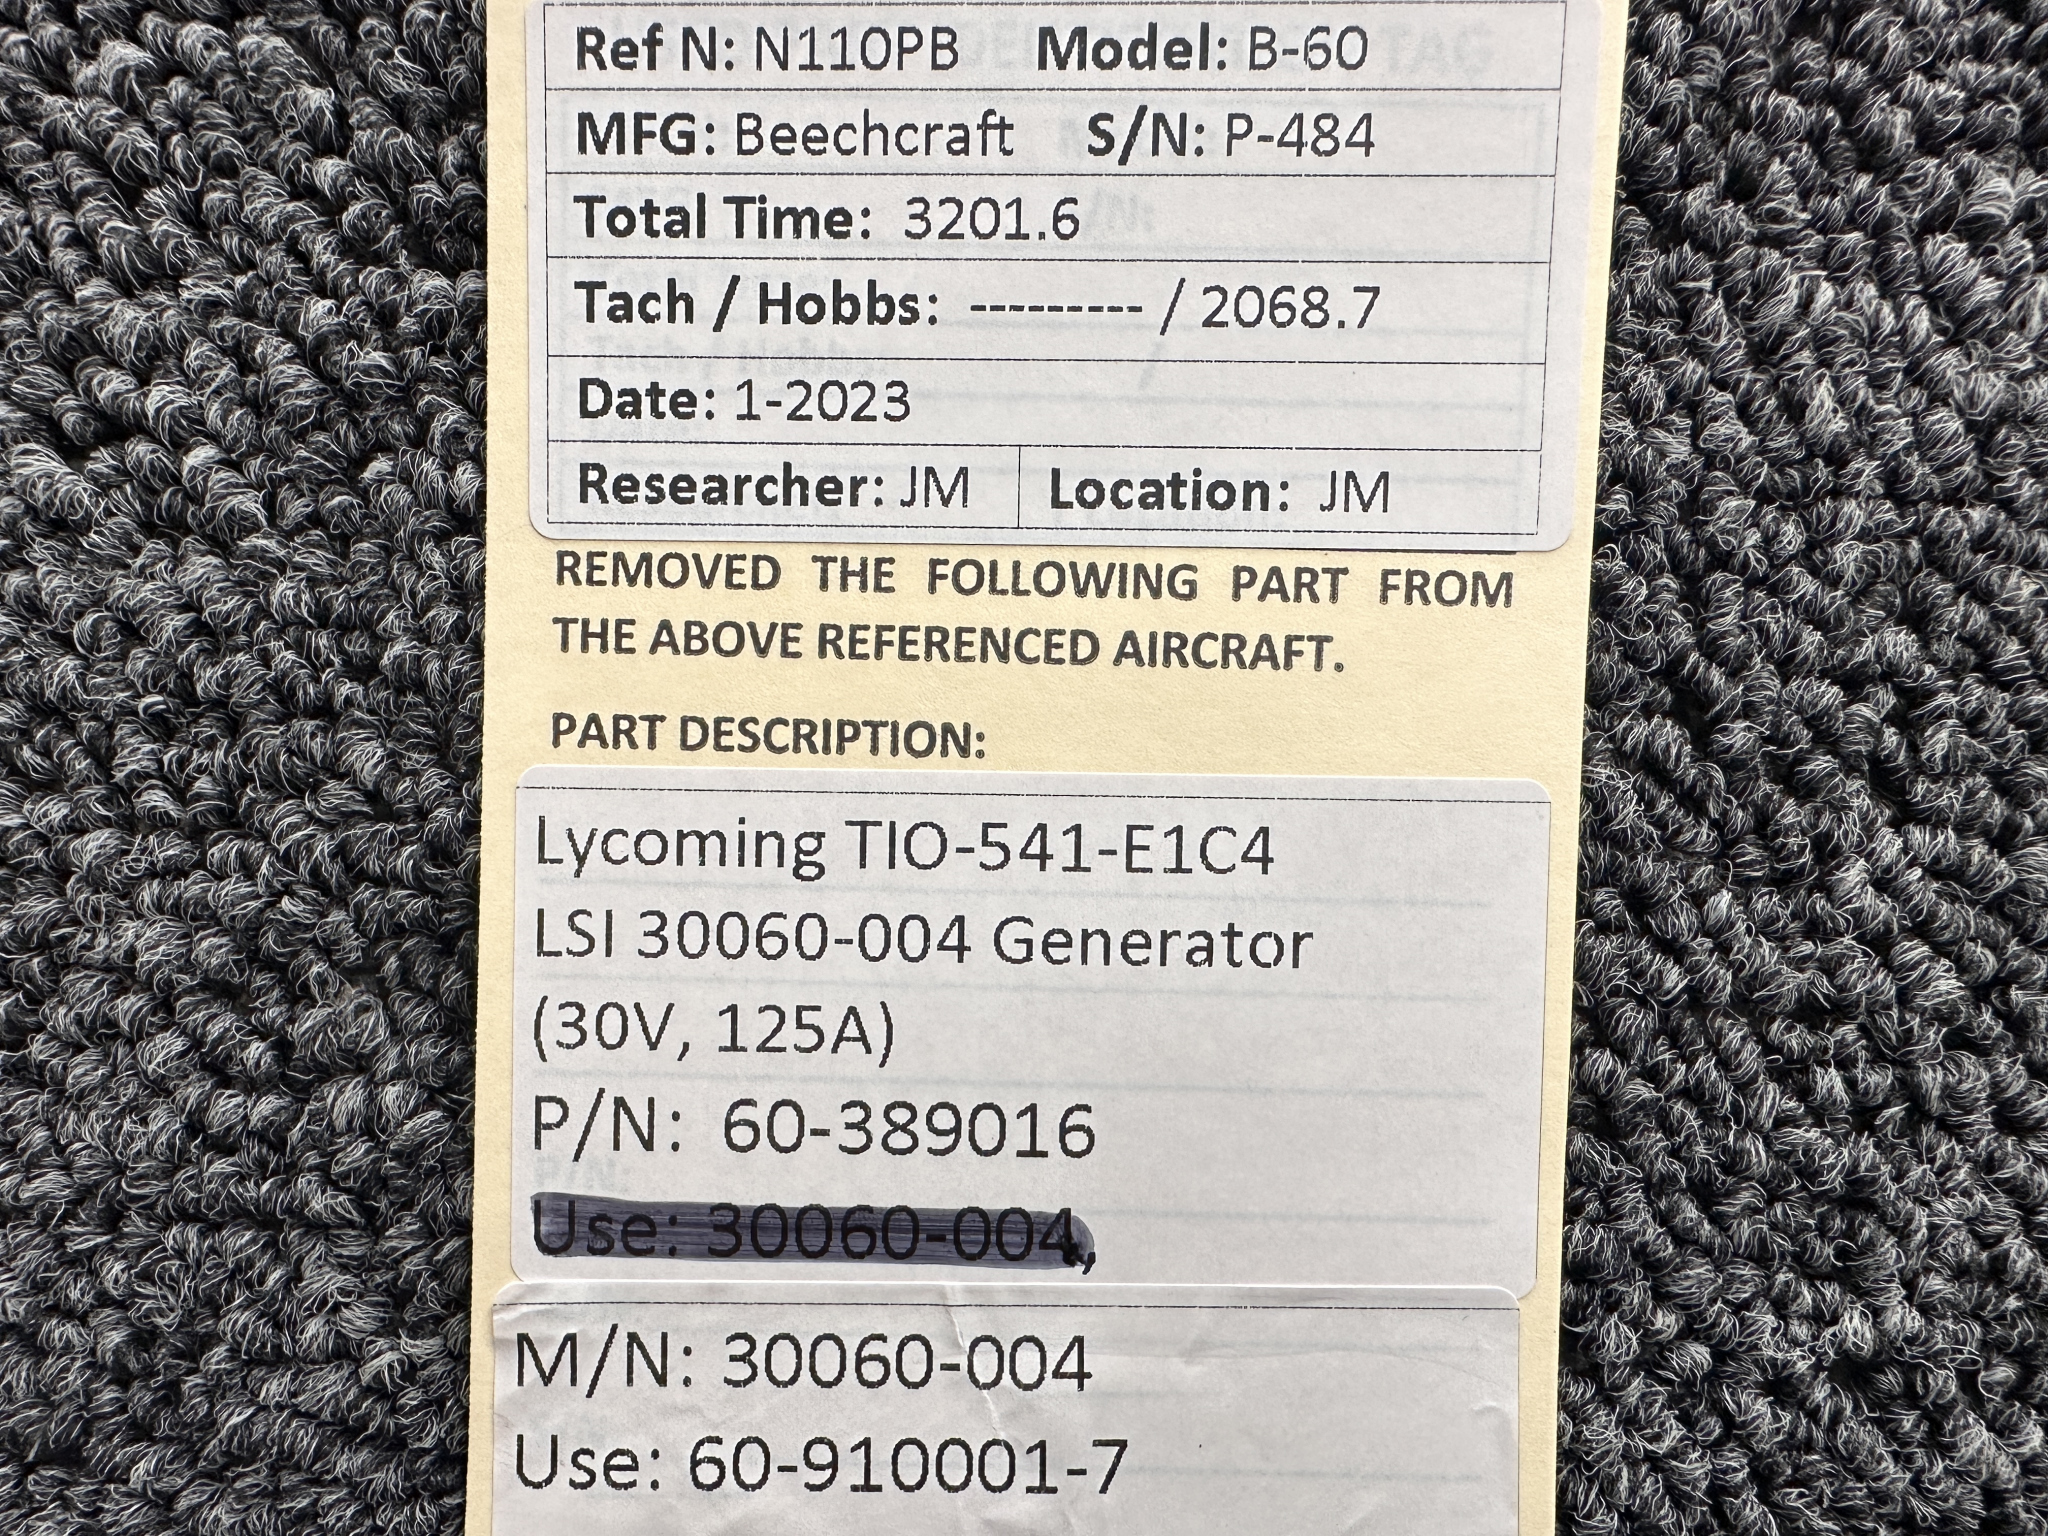 Ref N: N110PB Model: B-60
MFG: Beechcraft S/N: P-484
Total Time: 3201.6
Tach / Hobbs: --------- / 2068.7
Date: 1-2023
Researcher: JM Location: JM
REMOVED THE FOLLOWING PART FROM
THE ABOVE REFERENCED AIRCRAFT.
PART DESCRIPTION:
Lycoming TIO-541-E1C4
LSI 30060-004 Generator
(30V, 125A)
P/N: 60-389016
Use: 30060-004,
M/N: 30060-004
Use: 60-910001-7